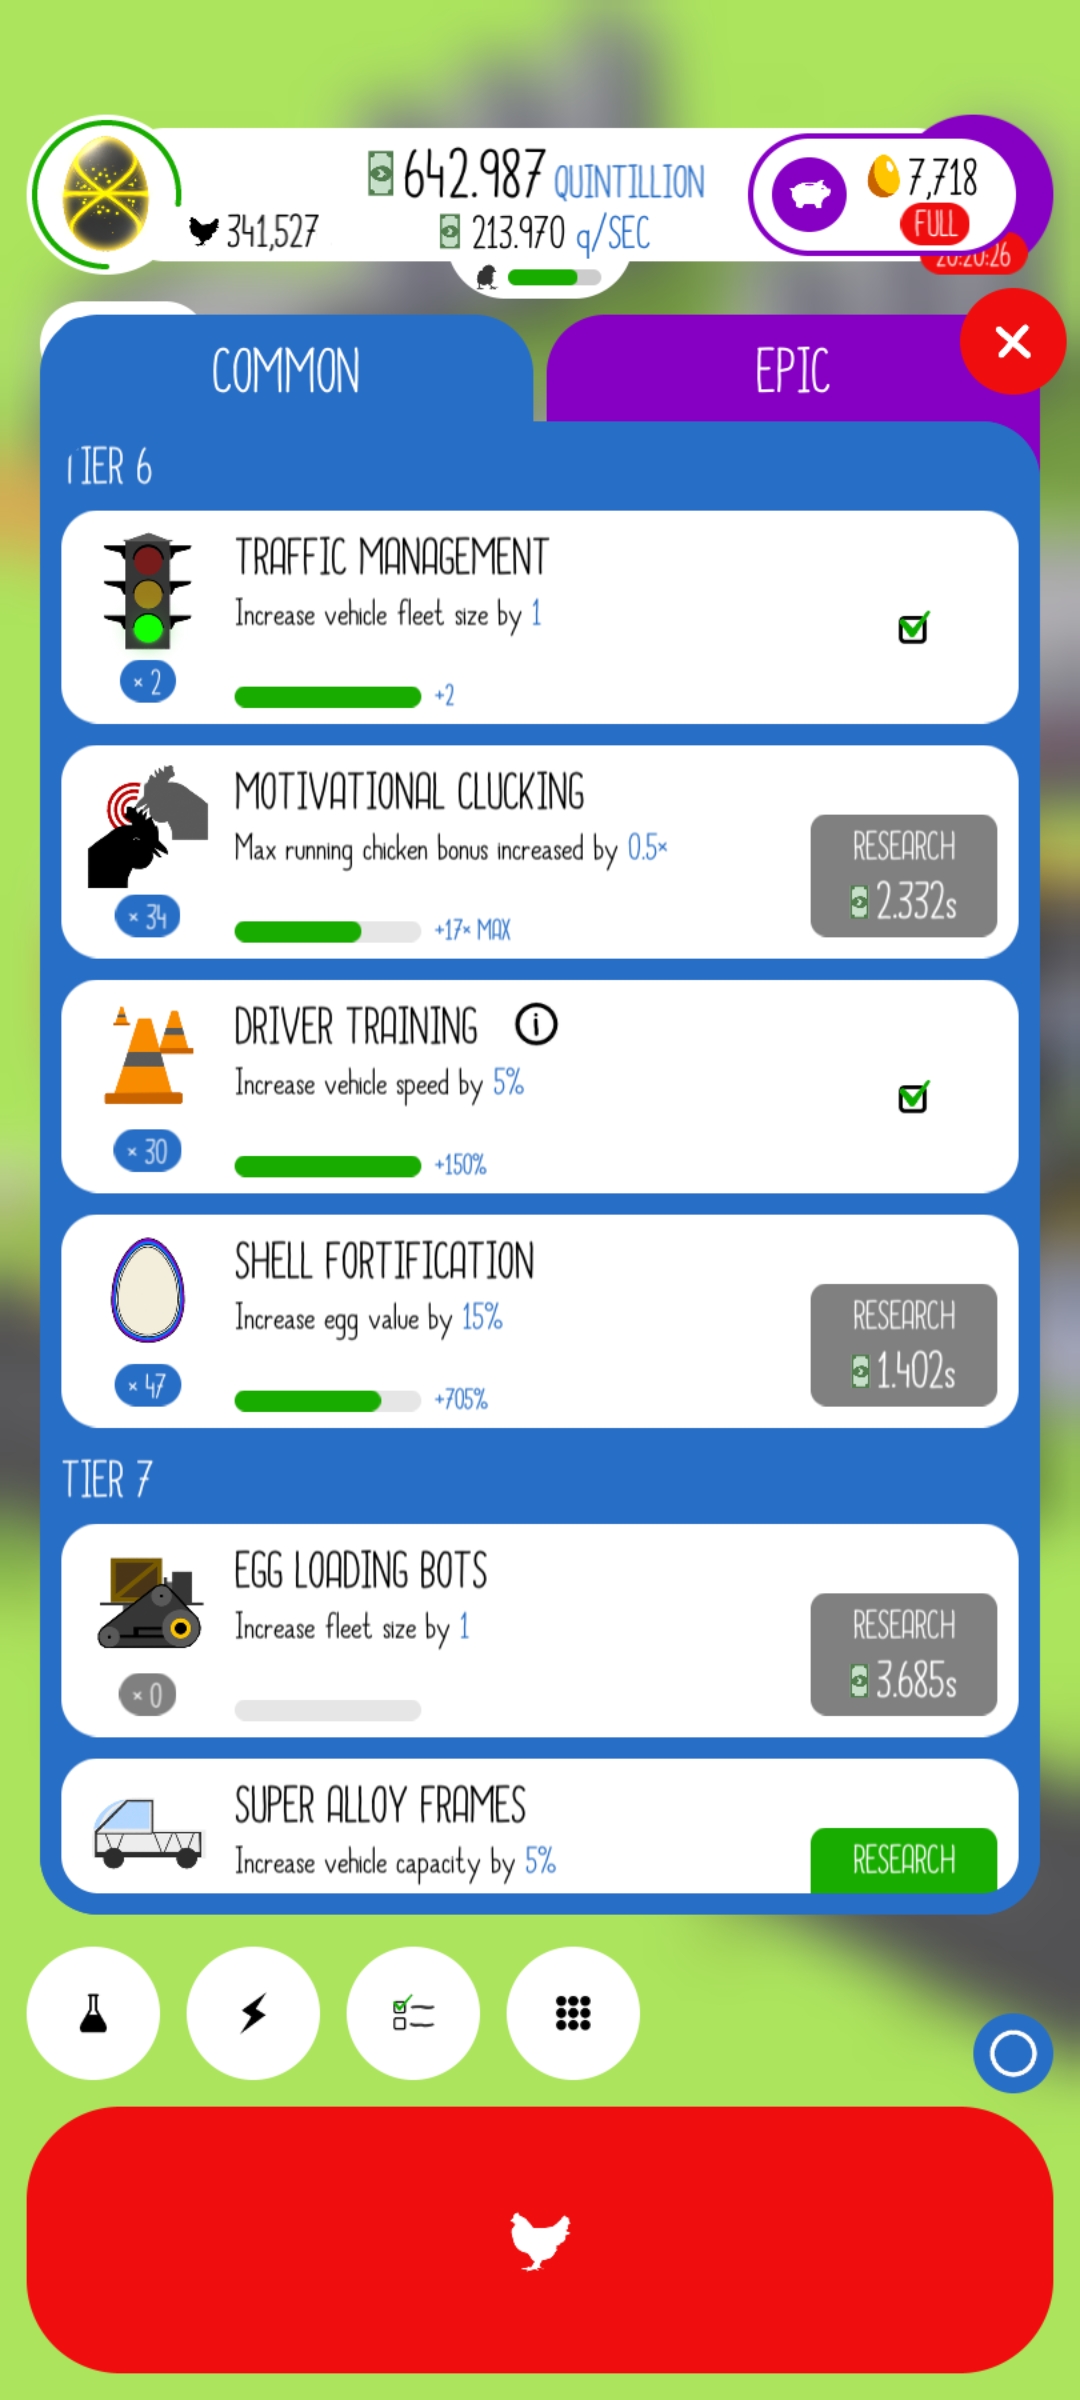 642.987 QUINTILLION
341,527
213.970 q/SEC
7,718
FULL
20:20:26
COMMON
EPIC
TIER 6
TRAFFIC MANAGEMENT
Increase vehicle fleet size by 1
× 2
+2
MOTIVATIONAL CLUCKING
Max running chicken bonus increased by 0.5×
RESEARCH
2.332s
× 34
+17× MAX
DRIVER TRAINING i
Increase vehicle speed by 5%
× 30
+150%
SHELL FORTIFICATION
Increase egg value by 15%
RESEARCH
1.402s
× 47
+705%
TIER 7
EGG LOADING BOTS
Increase fleet size by 1
RESEARCH
3.685s
× 0
SUPER ALLOY FRAMES
Increase vehicle capacity by 5%
RESEARCH